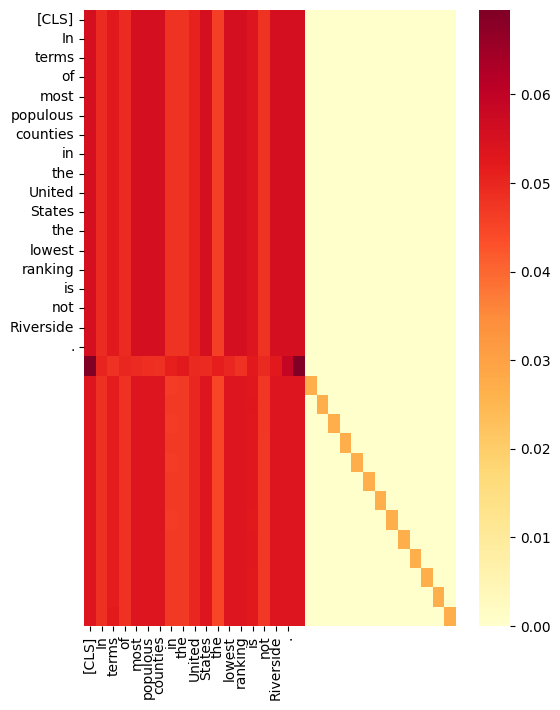 [CLS]
In
terms
of
most
populous
counties
in
the
United
States
the
lowest
ranking
is
not
Riverside
.
0.06
0.05
0.04
0.03
0.02
0.01
0.00
[CLS]
In
terms
of
most
populous
counties
in
the
United
States
the
lowest
ranking
is
not
Riverside
.